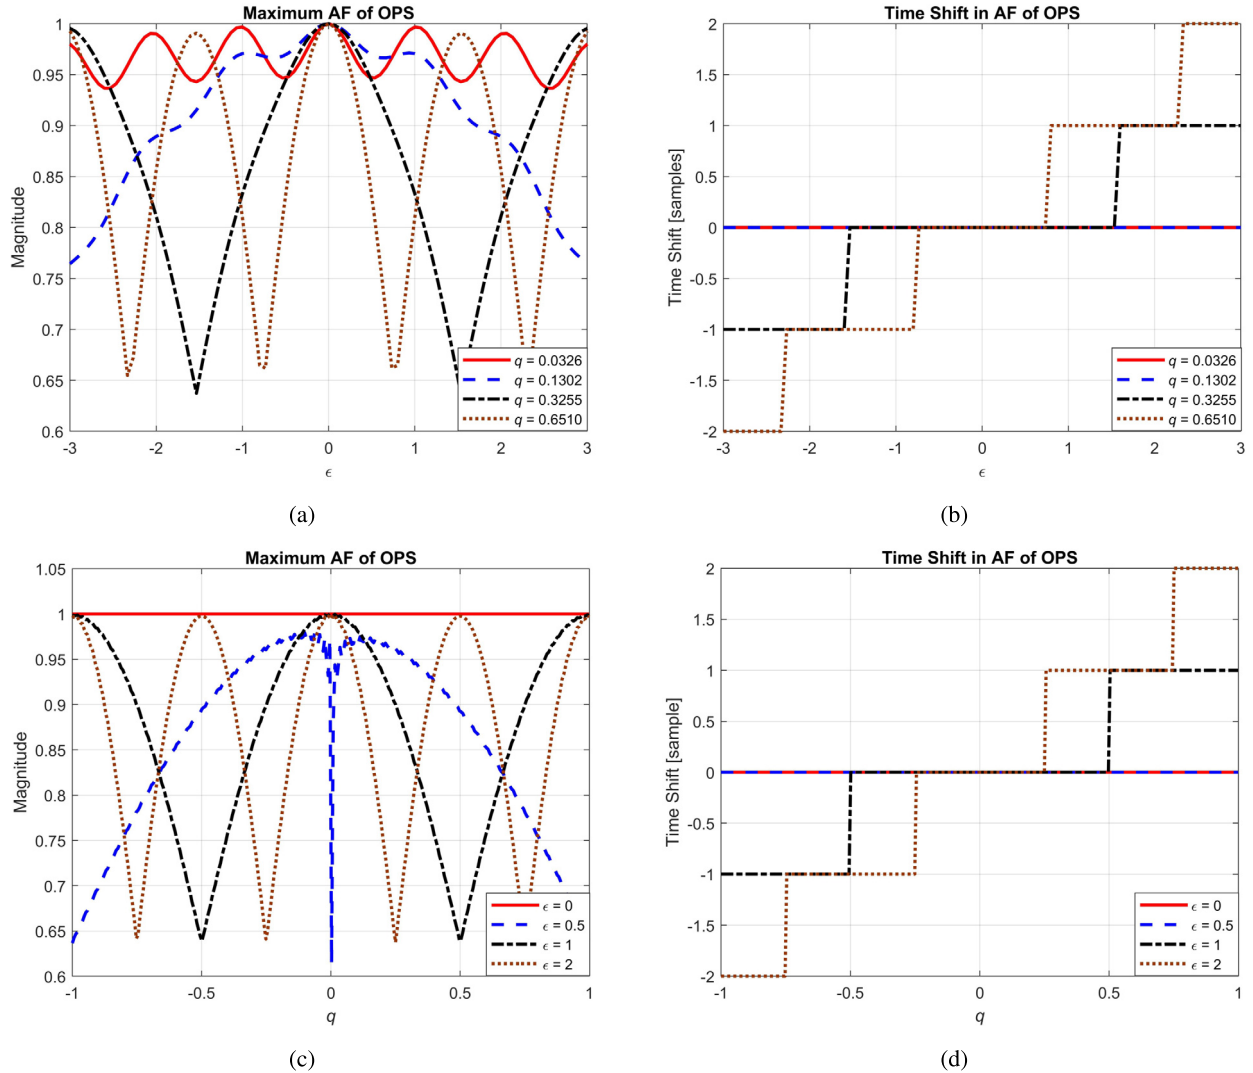 Maximum AF of OPS
Magnitude
1
0.95
0.9
0.85
0.8
0.75
0.7
0.65
0.6
-3 -2 -1 0 1 2 3
ϵ
q = 0.0326
q = 0.1302
q = 0.3255
q = 0.6510
(a)
Time Shift in AF of OPS
Time Shift [samples]
2
1.5
1
0.5
0
-0.5
-1
-1.5
-2
-3 -2 -1 0 1 2 3
ϵ
q = 0.0326
q = 0.1302
q = 0.3255
q = 0.6510
(b)
Maximum AF of OPS
Magnitude
1.05
1
0.95
0.9
0.85
0.8
0.75
0.7
0.65
0.6
-1 -0.5 0 0.5 1
q
ϵ = 0
ϵ = 0.5
ϵ = 1
ϵ = 2
(c)
Time Shift in AF of OPS
Time Shift [sample]
2
1.5
1
0.5
0
-0.5
-1
-1.5
-2
-1 -0.5 0 0.5 1
q
ϵ = 0
ϵ = 0.5
ϵ = 1
ϵ = 2
(d)